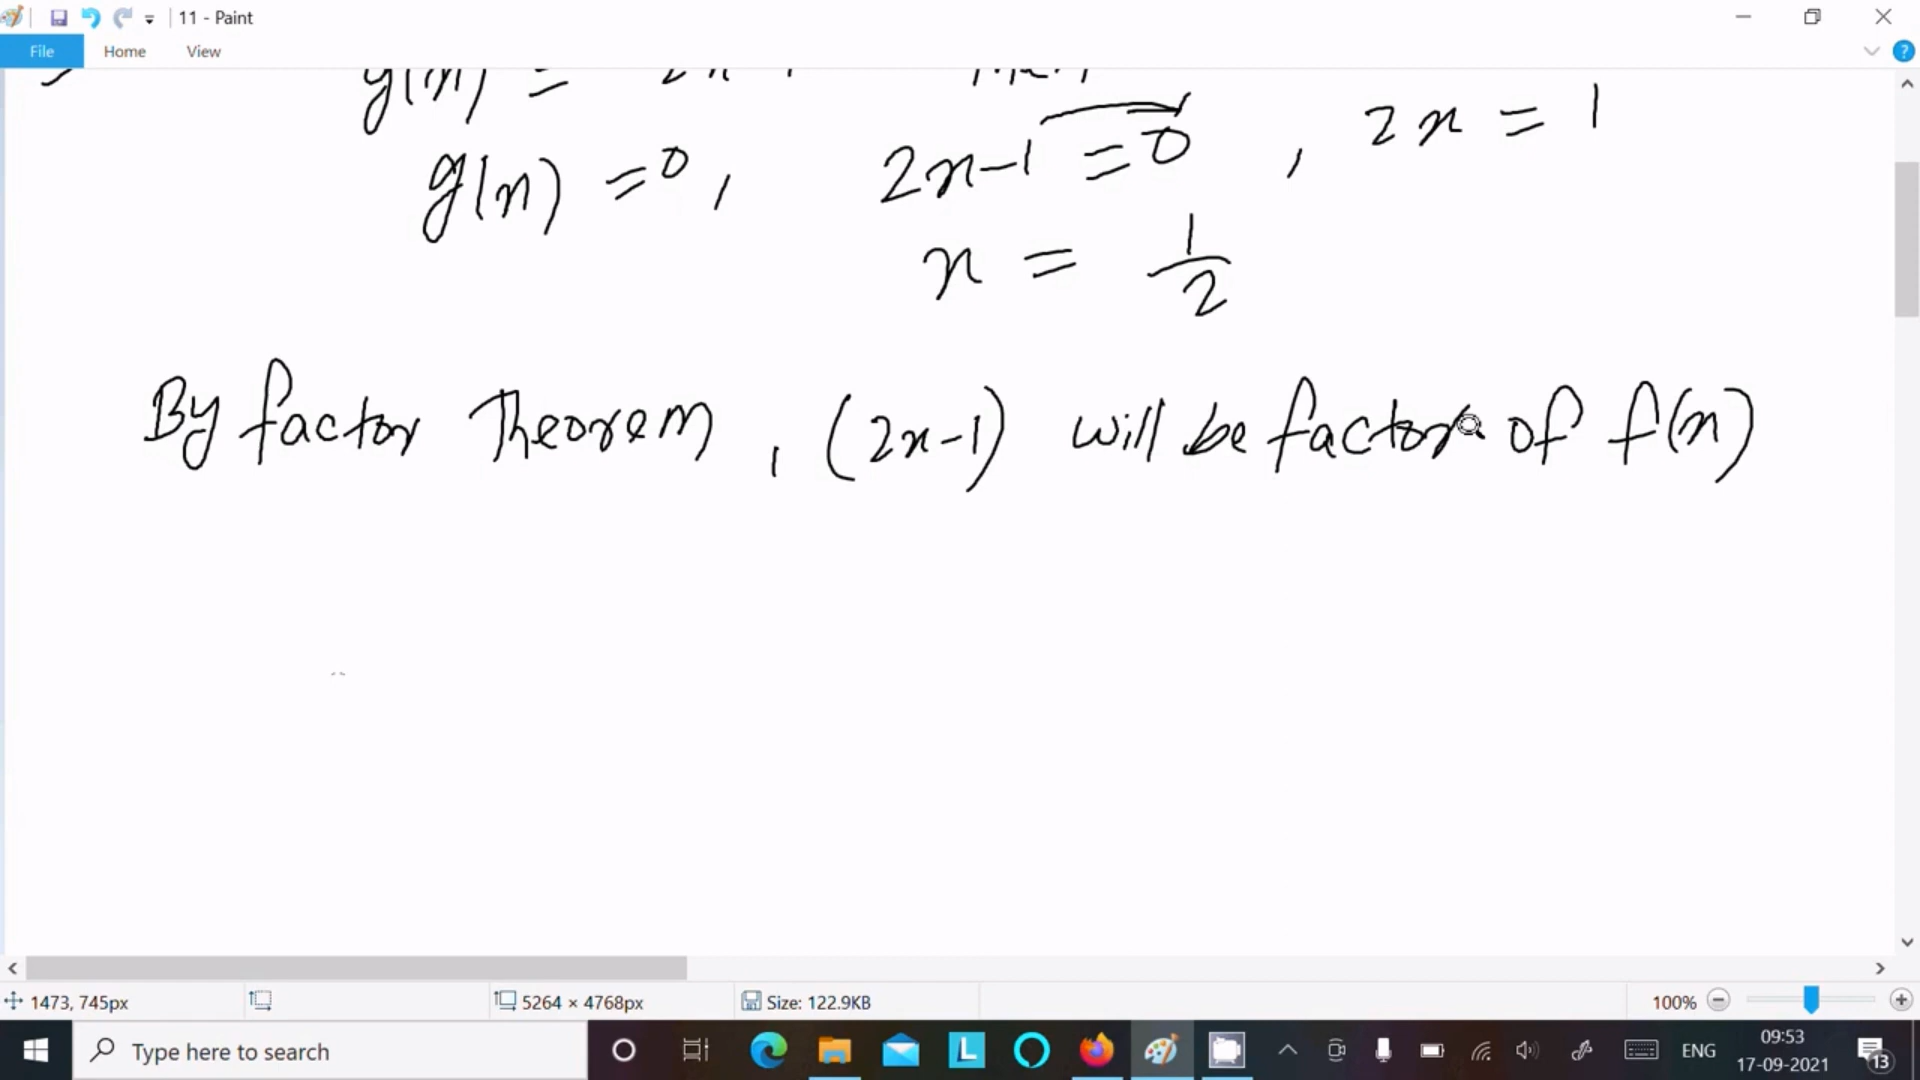 11 - Paint
File Home View
g(x) = 2x
g(x) = 0, 2x-1 = 0, 2x = 1
x = 1/2
By factor Theorem, (2x-1) will be factor of f(x)
1473, 745px 5264 × 4768px Size: 122.9KB 100%
Type here to search ENG 09:53
17-09-2021 13